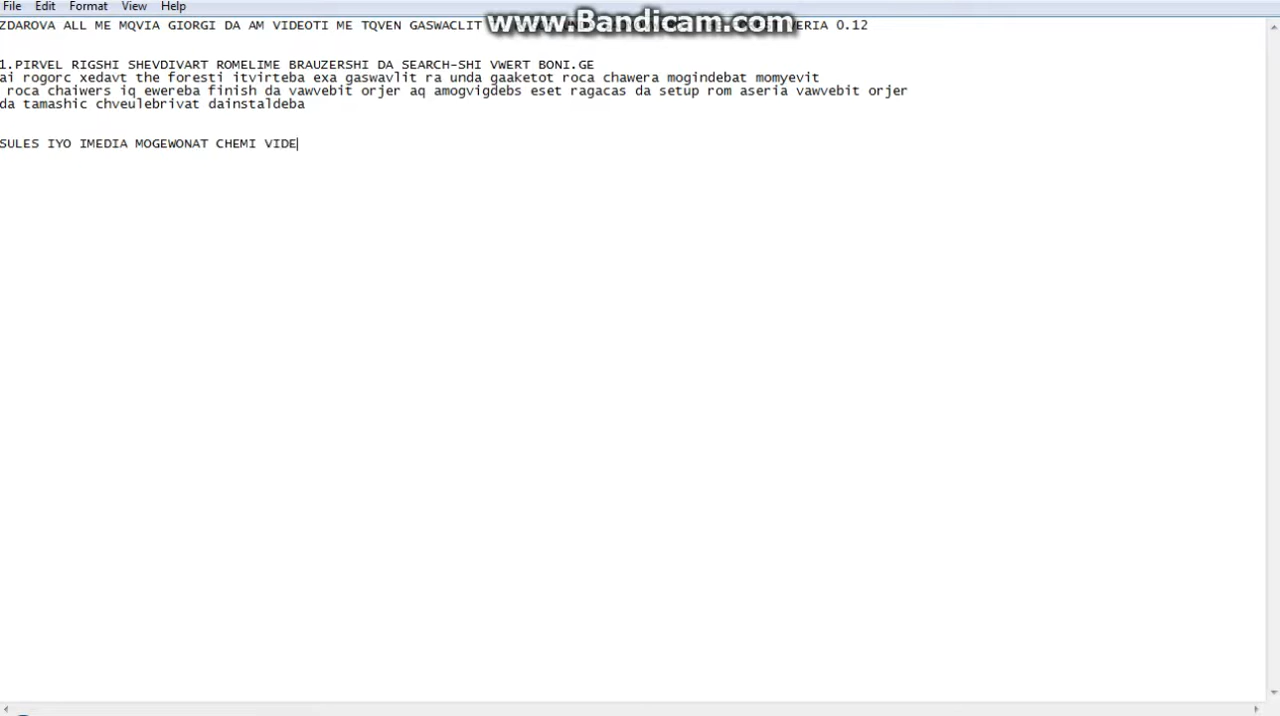 File Edit Format View Help
www.Bandicam.com
ZDAROVA ALL ME MQVIA GIORGI DA AM VIDEOTI ME TQVEN GASWACLIT 0.12
1.PIRVEL RIGSHI SHEVDIVART ROMELIME BRAUZERSHI DA SEARCH-SHI VWERT BONI.GE
ai rogorc xedavt the foresti itvirteba exa gaswavlit ra unda gaaketot roca chawera mogindebat momyevit
roca chaiwers iq ewereba finish da vawvebit orjer aq amogvigdebs eset ragacas da setup rom aseria vawvebit orjer
da tamashic chveulebrivat dainstaldeba
SULES IYO IMEDIA MOGEWONAT CHEMI VIDE